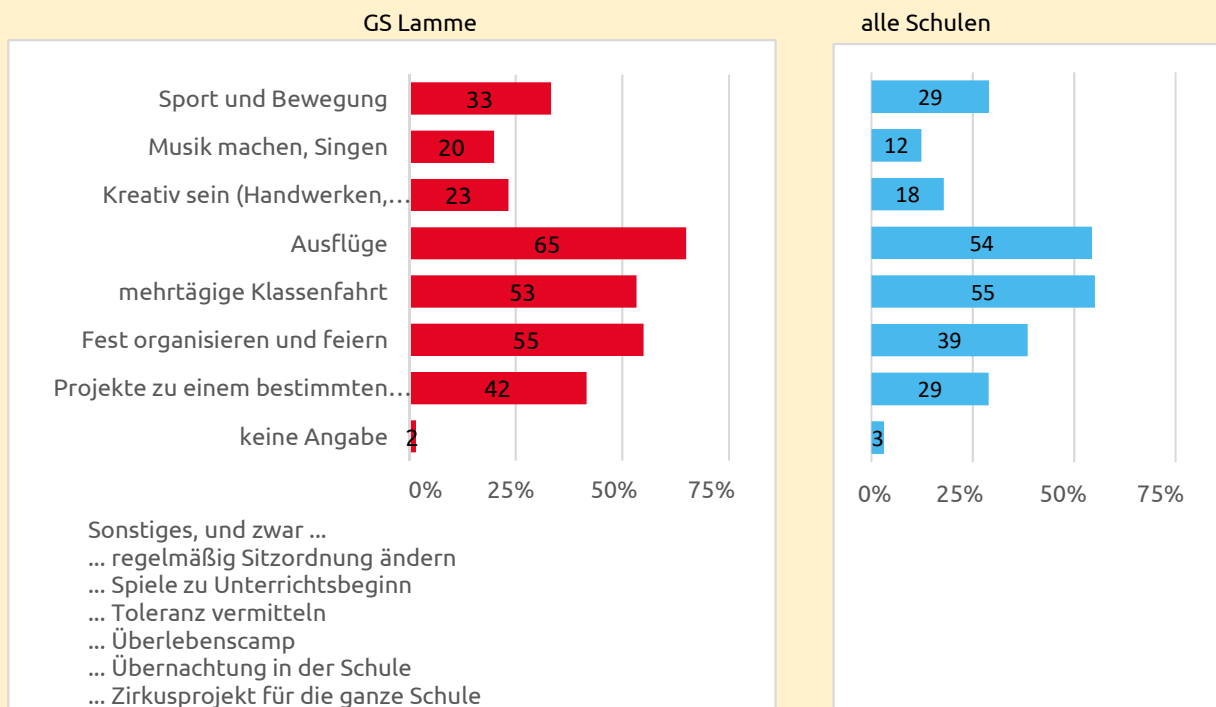 GS Lamme
alle Schulen
Sport und Bewegung 33 29
Musik machen, Singen 20 12
Kreativ sein (Handwerken,... 23 18
Ausflüge 65 54
mehrtägige Klassenfahrt 53 55
Fest organisieren und feiern 55 39
Projekte zu einem bestimmten... 42 29
keine Angabe 2 3
0% 25% 50% 75%
0% 25% 50% 75%
Sonstiges, und zwar ...
... regelmäßig Sitzordnung ändern
... Spiele zu Unterrichtsbeginn
... Toleranz vermitteln
... Überlebenscamp
... Übernachtung in der Schule
... Zirkusprojekt für die ganze Schule